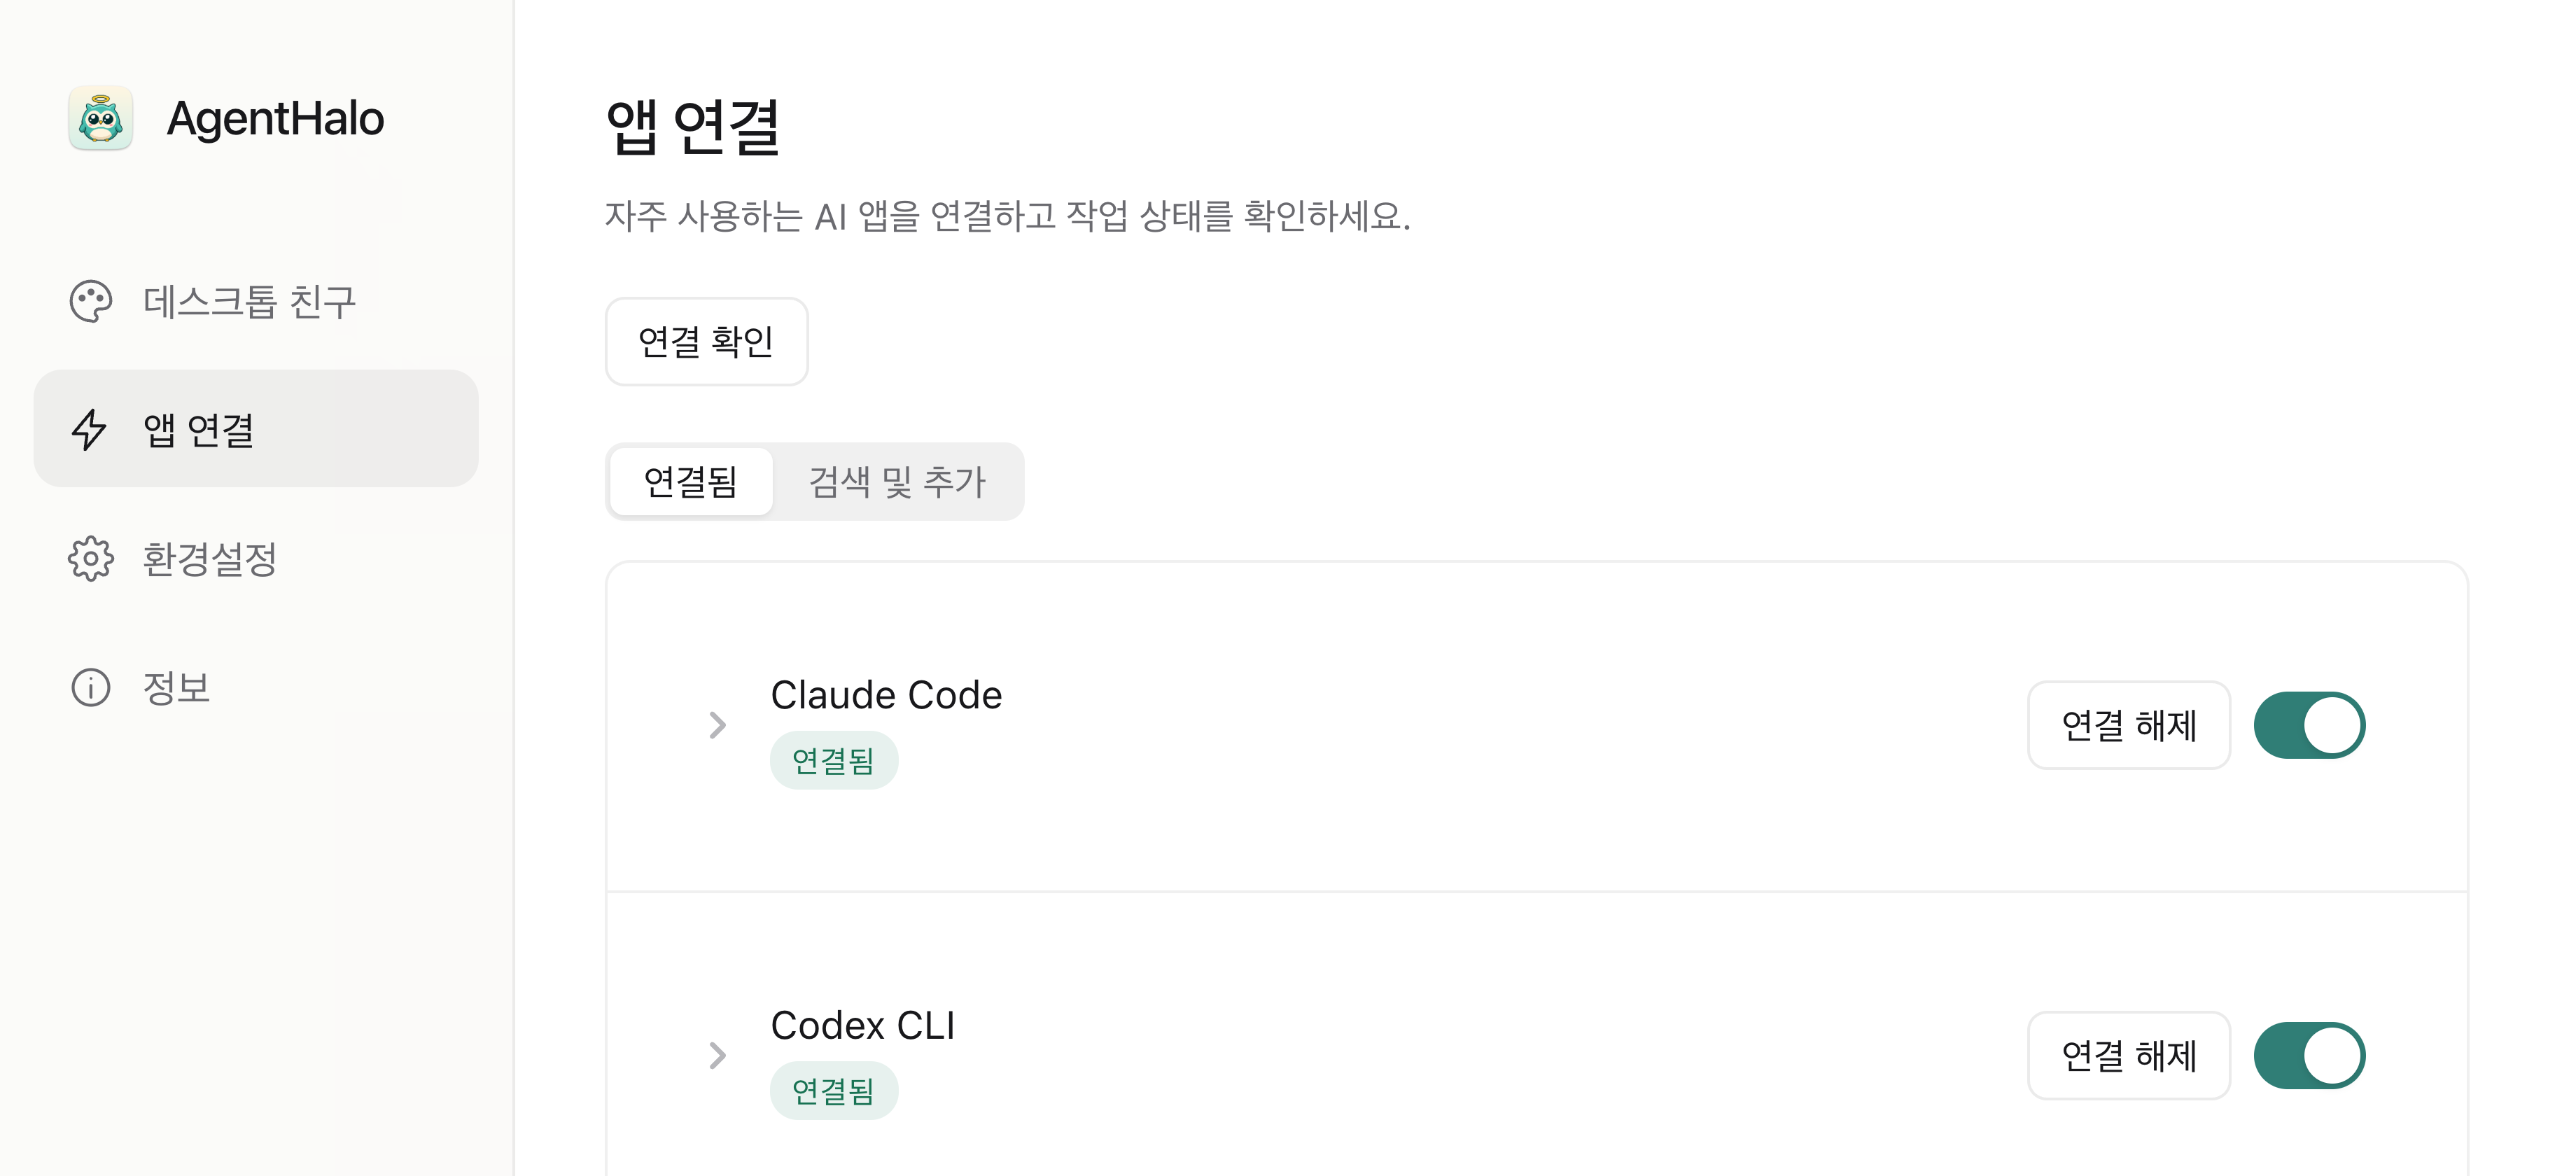 AgentHalo
데스크톱 친구
앱 연결
환경설정
정보
앱 연결
자주 사용하는 AI 앱을 연결하고 작업 상태를 확인하세요.
연결 확인
연결됨
검색 및 추가
Claude Code
연결됨
연결 해제
Codex CLI
연결됨
연결 해제